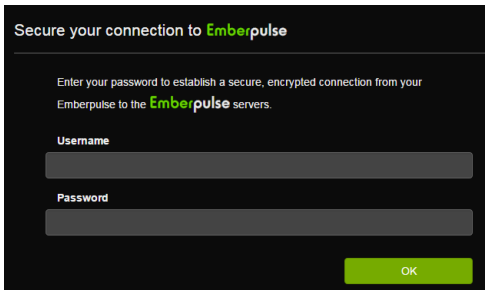 Secure your connection to Emberpulse
Enter your password to establish a secure, encrypted connection from your
Emberpulse to the Emberpulse servers.
Username
Password
OK